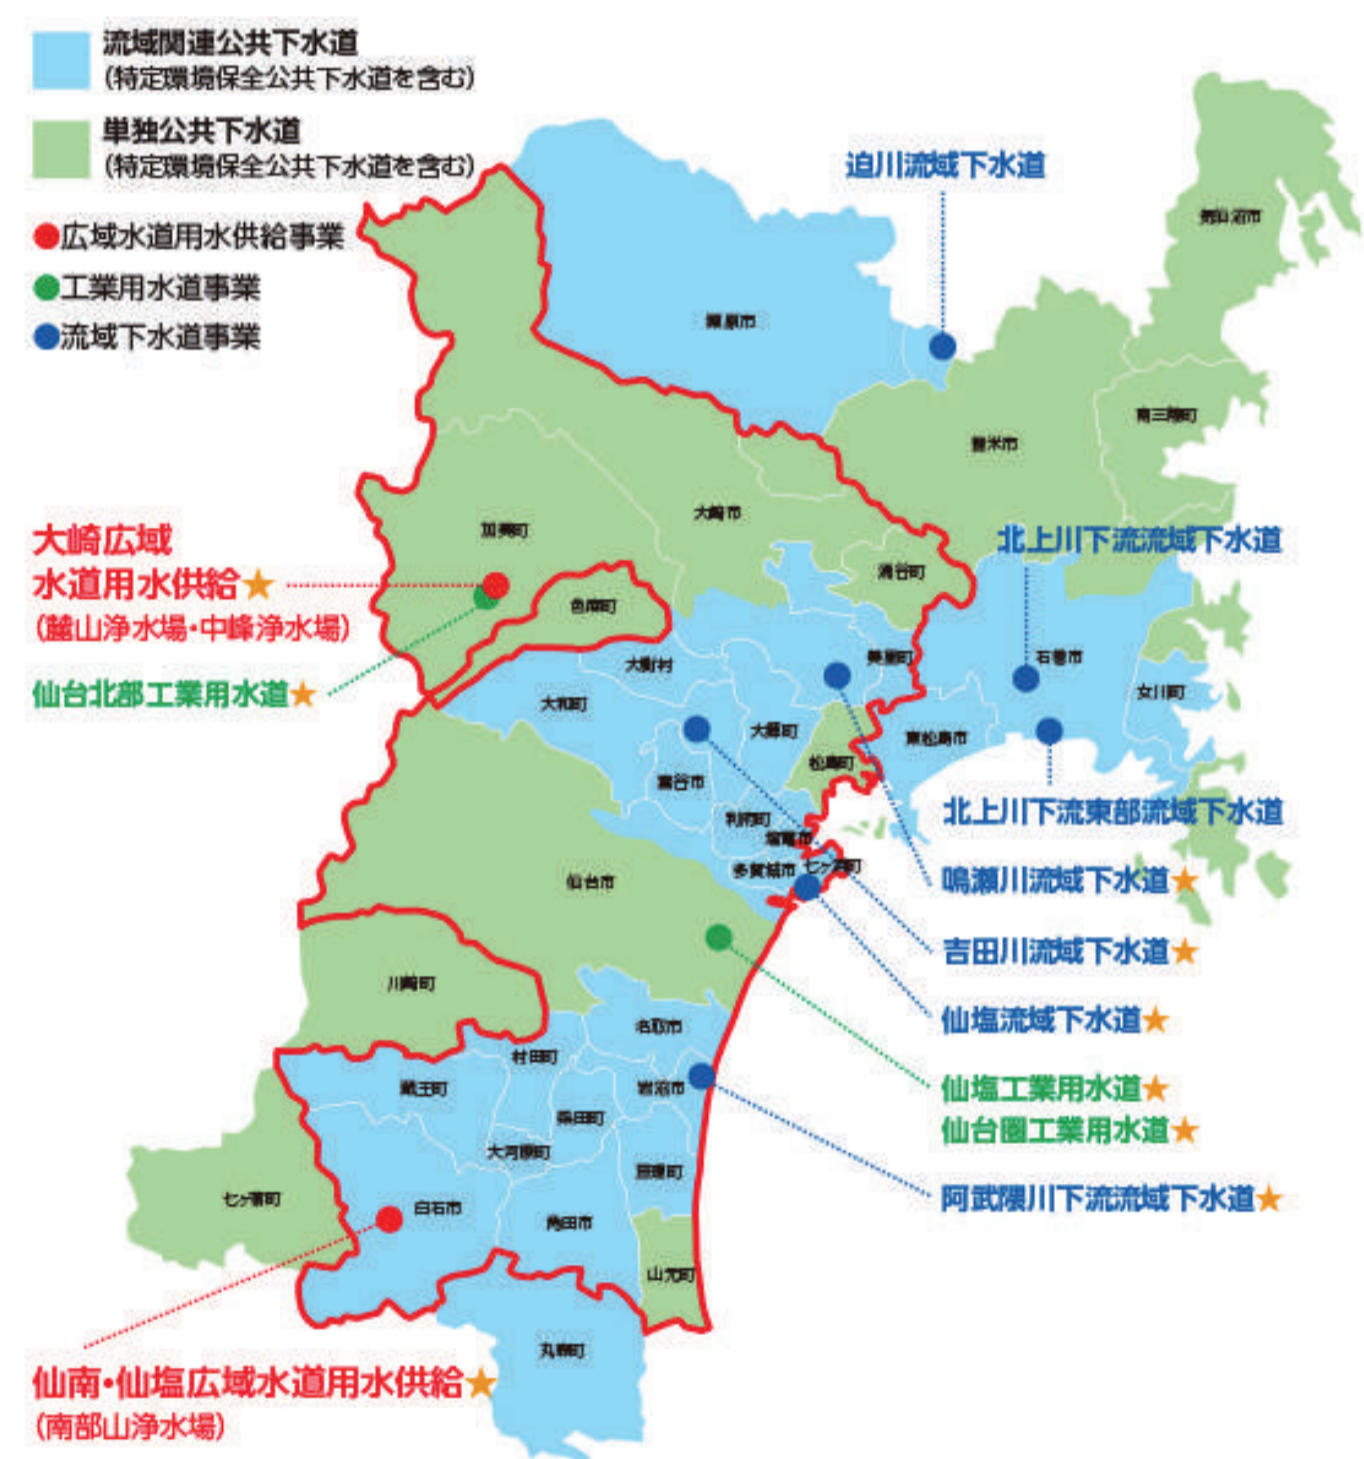 流域関連公共下水道
(特定環境保全公共下水道を含む)
単独公共下水道
(特定環境保全公共下水道を含む)
●広域水道用水供給事業
●工業用水道事業
●流域下水道事業
迫川流域下水道
気仙沼市
栗原市
南三陸町
登米市
大崎市
加美町
北上川下流流域下水道
涌谷町
大崎広域
水道用水供給★
(麓山浄水場・中峰浄水場)
色麻町
仙台北部工業用水道★
大衡村
美里町
石巻市
女川町
大和町
大郷町
東松島市
松島町
富谷市
北上川下流東部流域下水道
利府町
塩竈市
多賀城市
七ヶ浜町
鳴瀬川流域下水道★
仙台市
吉田川流域下水道★
川崎町
仙塩流域下水道★
名取市
村田町
蔵王町
岩沼市
仙塩工業用水道★
柴田町
仙台圏工業用水道★
大河原町
亘理町
七ヶ宿町
白石市
角田市
阿武隈川下流流域下水道★
山元町
丸森町
仙南・仙塩広域水道用水供給★
(南部山浄水場)